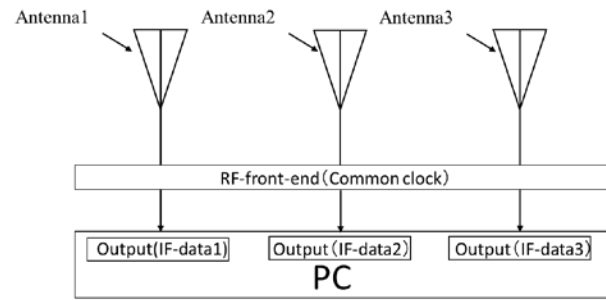 Antenna1
Antenna2
Antenna3
RF-front-end(Common clock)
Output(IF-data1)
Output(IF-data2)
Output(IF-data3)
PC